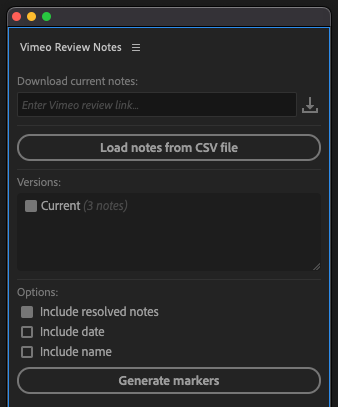 Vimeo Review Notes
Download current notes:
Enter Vimeo review link...
Load notes from CSV file
Versions:
Current (3 notes)
Options:
Include resolved notes
Include date
Include name
Generate markers